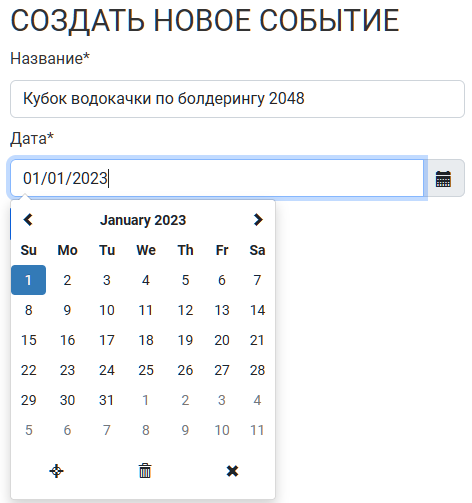 СОЗДАТЬ НОВОЕ СОБЫТИЕ
Название*
Кубок водокачки по болдерингу 2048
Дата*
01/01/2023
January 2023
Su Mo Tu We Th Fr Sa
1 2 3 4 5 6 7
8 9 10 11 12 13 14
15 16 17 18 19 20 21
22 23 24 25 26 27 28
29 30 31 1 2 3 4
5 6 7 8 9 10 11